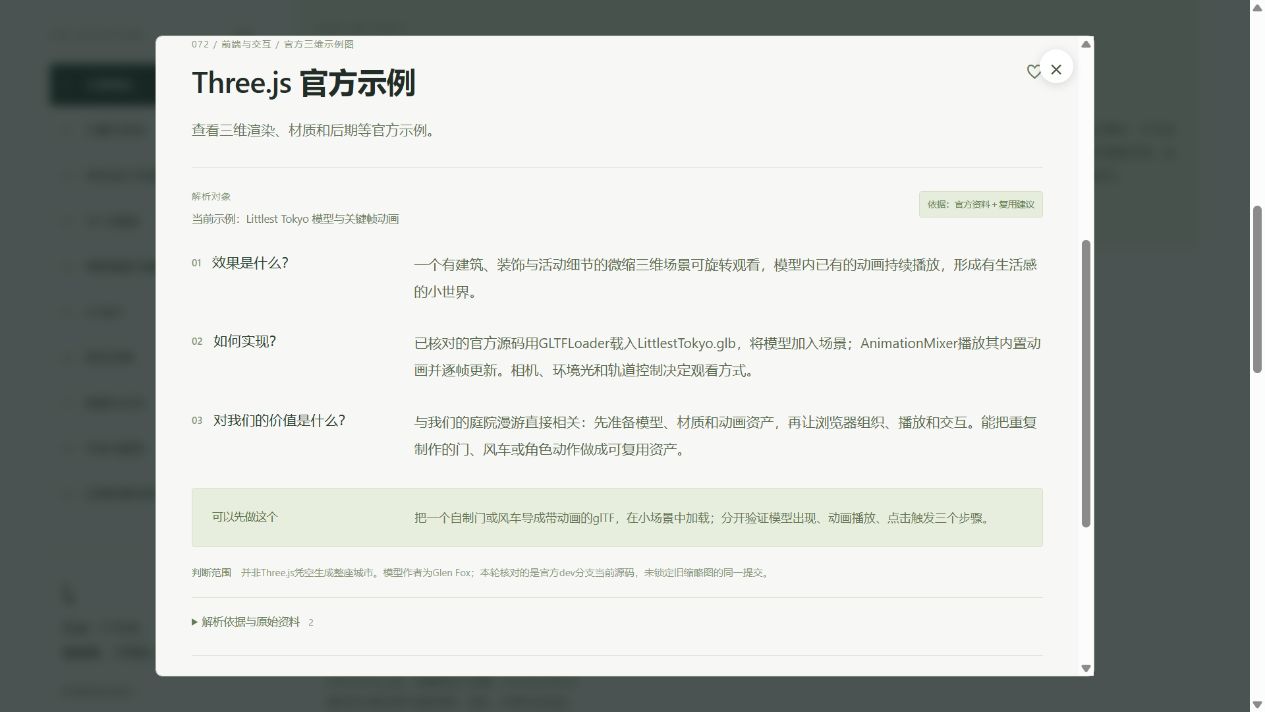 072 / 前端与交互 / 官方三维示例图
Three.js 官方示例
查看三维渲染、材质和后期等官方示例。
解析对象
当前示例：Littlest Tokyo 模型与关键帧动画
依据：官方资料 + 复用建议
01 效果是什么？
一个有建筑、装饰与活动细节的微缩三维场景可旋转观看，模型内已有的动画持续播放，形成有生活感
的小世界。
02 如何实现？
已核对的官方源码用GLTFLoader载入LittlestTokyo.glb，将模型加入场景；AnimationMixer播放其内置动
画并逐帧更新。相机、环境光和轨道控制决定观看方式。
03 对我们的价值是什么？
与我们的庭院漫游直接相关：先准备模型、材质和动画资产，再让浏览器组织、播放和交互。能把重复
制作的门、风车或角色动作做成可复用资产。
可以先做这个
把一个自制门或风车导成带动画的glTF，在小场景中加载；分开验证模型出现、动画播放、点击触发三个步骤。
判断范围 并非Three.js凭空生成整座城市。模型作者为Glen Fox；本轮核对的是官方dev分支当前源码，未锁定旧缩略图的同一提交。
解析依据与原始资料 2